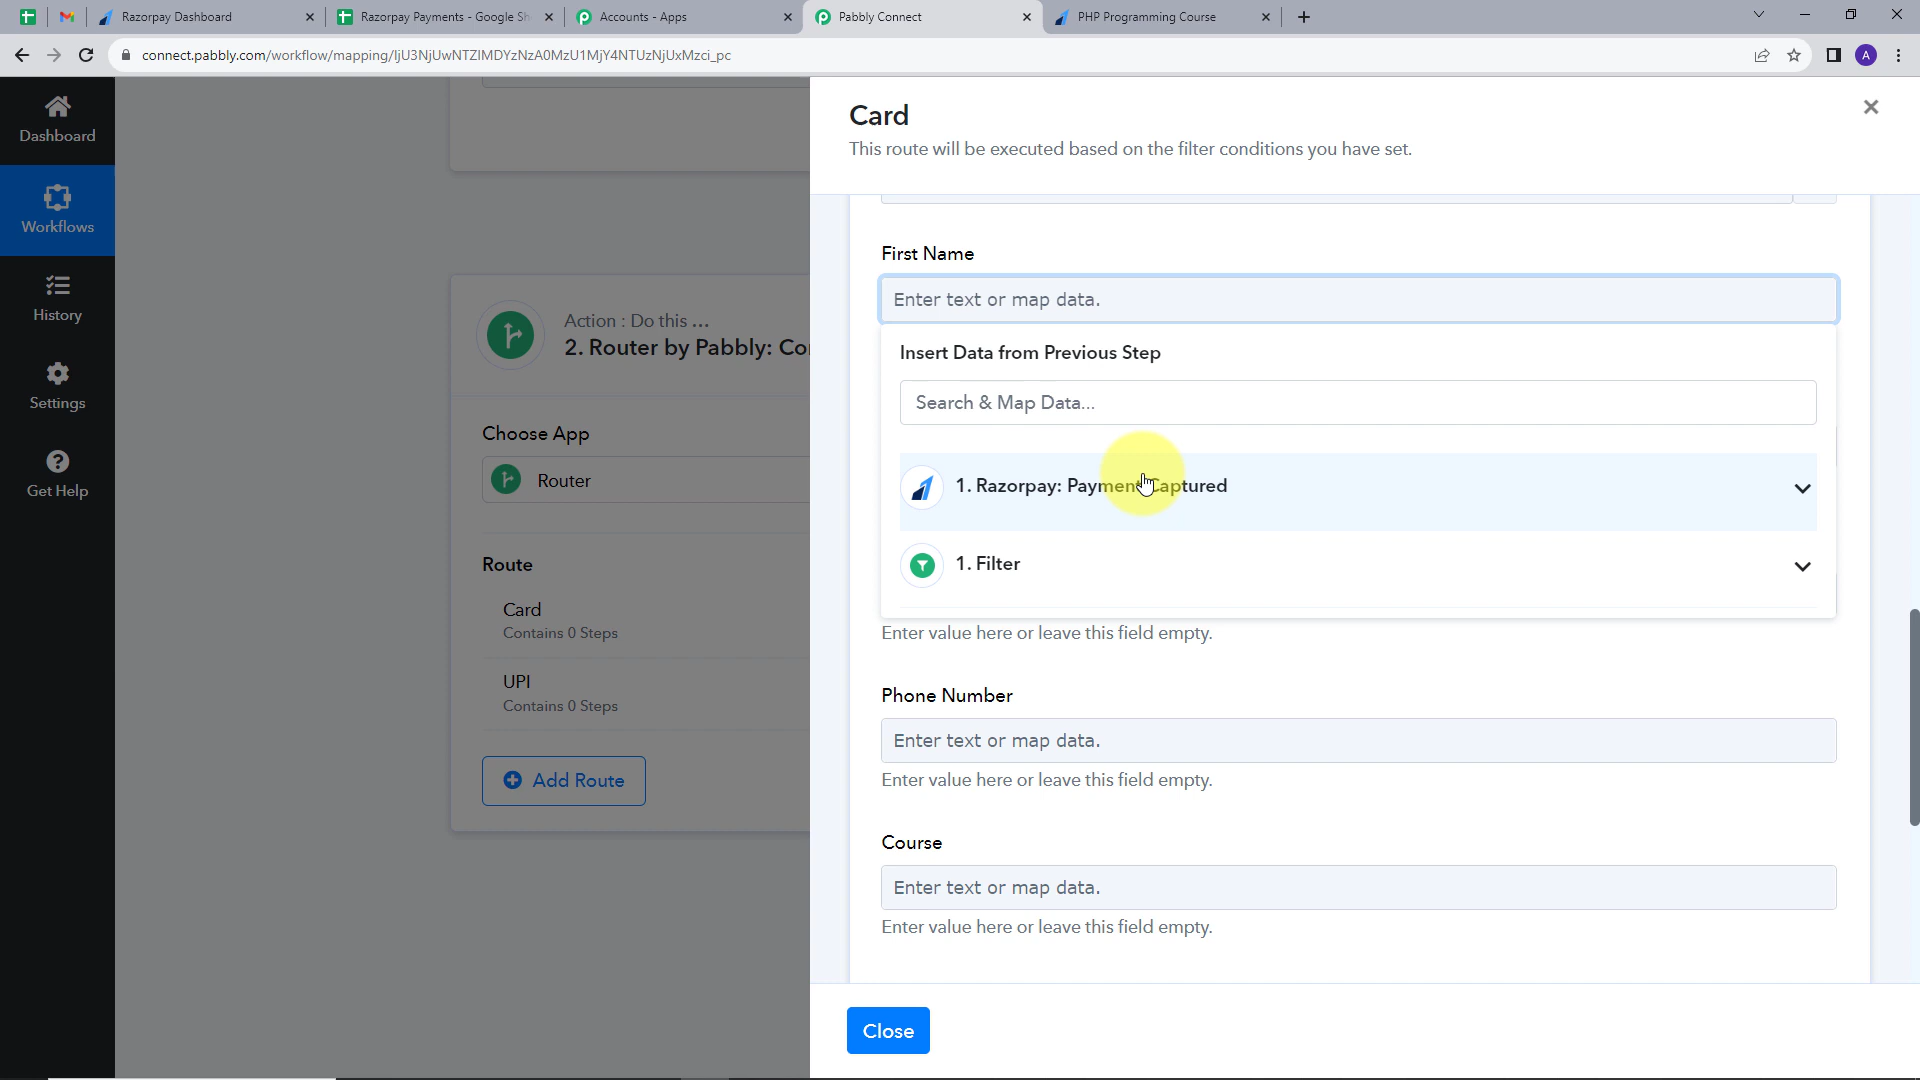 Razorpay Dashboard
Razorpay Payments - Google Sh
Accounts - Apps
Pabbly Connect
PHP Programming Course
connect.pabbly.com/workflow/mapping/IjU3NjUwNTZlMDYzNzA0MzU1MjY4NTUzNjUxMzci_pc
A
Dashboard
Workflows
History
Settings
Get Help
Action : Do this ...
2. Router by Pabbly: Co
Choose App
Router
Route
Card
Contains 0 Steps
UPI
Contains 0 Steps
Add Route
Card
This route will be executed based on the filter conditions you have set.
First Name
Enter text or map data.
Insert Data from Previous Step
Search & Map Data...
1. Razorpay: Payment Captured
1. Filter
Enter value here or leave this field empty.
Phone Number
Enter text or map data.
Enter value here or leave this field empty.
Course
Enter text or map data.
Enter value here or leave this field empty.
Close